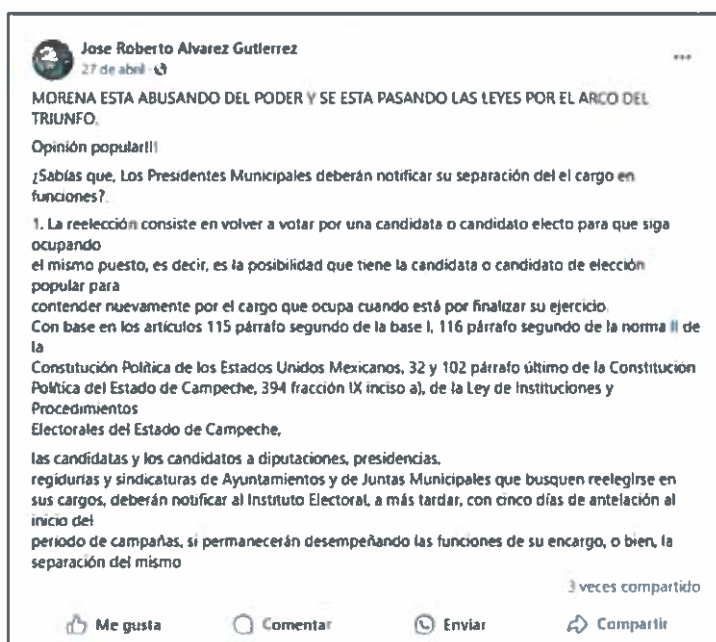 Jose Roberto Alvarez Gutierrez
27 de abril ·
MORENA ESTA ABUSANDO DEL PODER Y SE ESTA PASANDO LAS LEYES POR EL ARCO DEL
TRIUNFO.
Opinión popular!!!
¿Sabías que, Los Presidentes Municipales deberán notificar su separación del el cargo en
funciones?
1. La reelección consiste en volver a votar por una candidata o candidato electo para que siga
ocupando
el mismo puesto, es decir, es la posibilidad que tiene la candidata o candidato de elección
popular para
contender nuevamente por el cargo que ocupa cuando está por finalizar su ejercicio.
Con base en los artículos 115 párrafo segundo de la base I, 116 párrafo segundo de la norma II de
la
Constitución Política de los Estados Unidos Mexicanos, 32 y 102 párrafo último de la Constitución
Política del Estado de Campeche, 394 fracción IX inciso a), de la Ley de Instituciones y
Procedimientos
Electorales del Estado de Campeche,
las candidatas y los candidatos a diputaciones, presidencias,
regidurías y sindicaturas de Ayuntamientos y de Juntas Municipales que busquen reelegirse en
sus cargos, deberán notificar al Instituto Electoral, a más tardar, con cinco días de antelación al
inicio del
periodo de campañas, si permanecerán desempeñando las funciones de su encargo, o bien, la
separación del mismo
3 veces compartido
Me gusta
Comentar
Enviar
Compartir